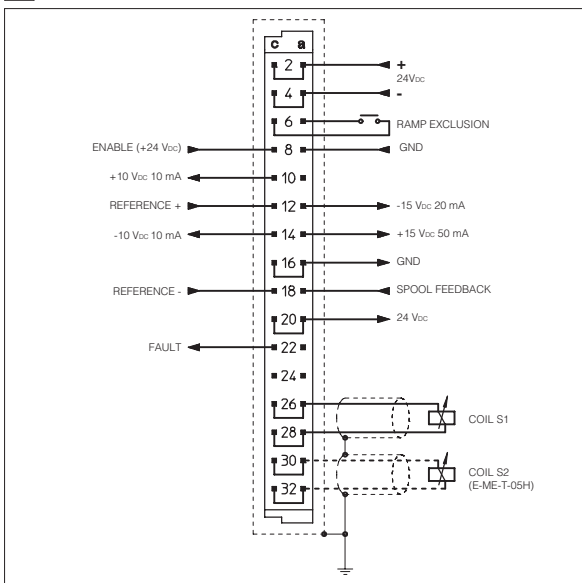 c a
2 +
24VDC
4 -
6 RAMP EXCLUSION
ENABLE (+24 VDC) 8 GND
+10 VDC 10 mA 10
REFERENCE + 12 -15 VDC 20 mA
-10 VDC 10 mA 14 +15 VDC 50 mA
16 GND
REFERENCE - 18 SPOOL FEEDBACK
20 24 VDC
FAULT 22
24
26
COIL S1
28
30
COIL S2
32 (E-ME-T-05H)